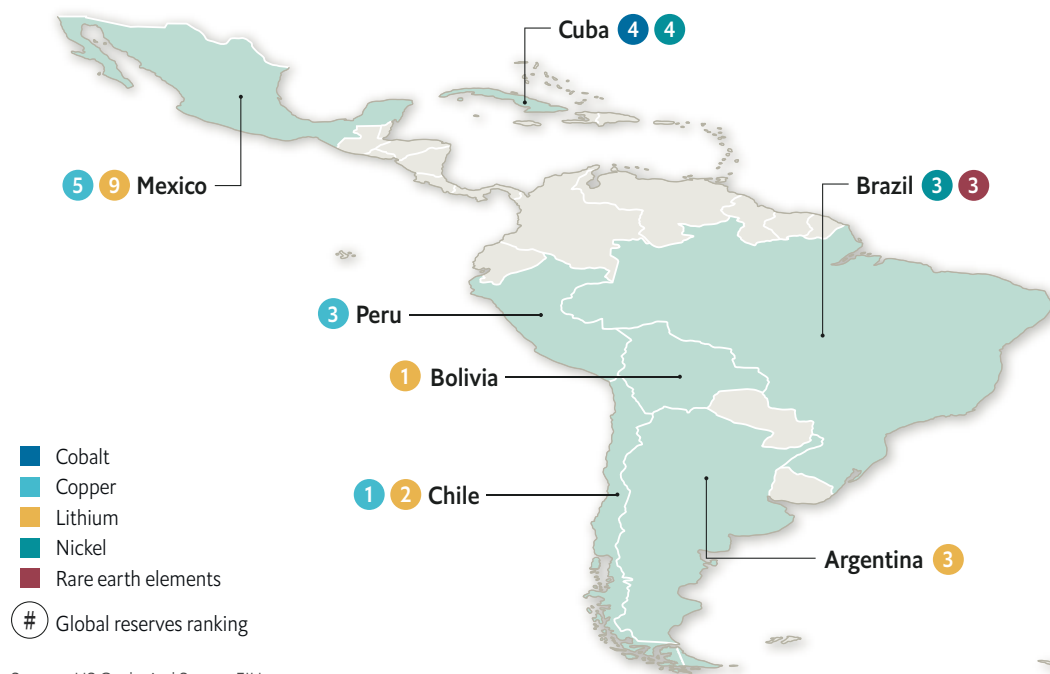 Cuba 4 4
5 9 Mexico
Brazil 3 3
3 Peru
1 Bolivia
1 2 Chile
Argentina 3
Cobalt
Copper
Lithium
Nickel
Rare earth elements
# Global reserves ranking